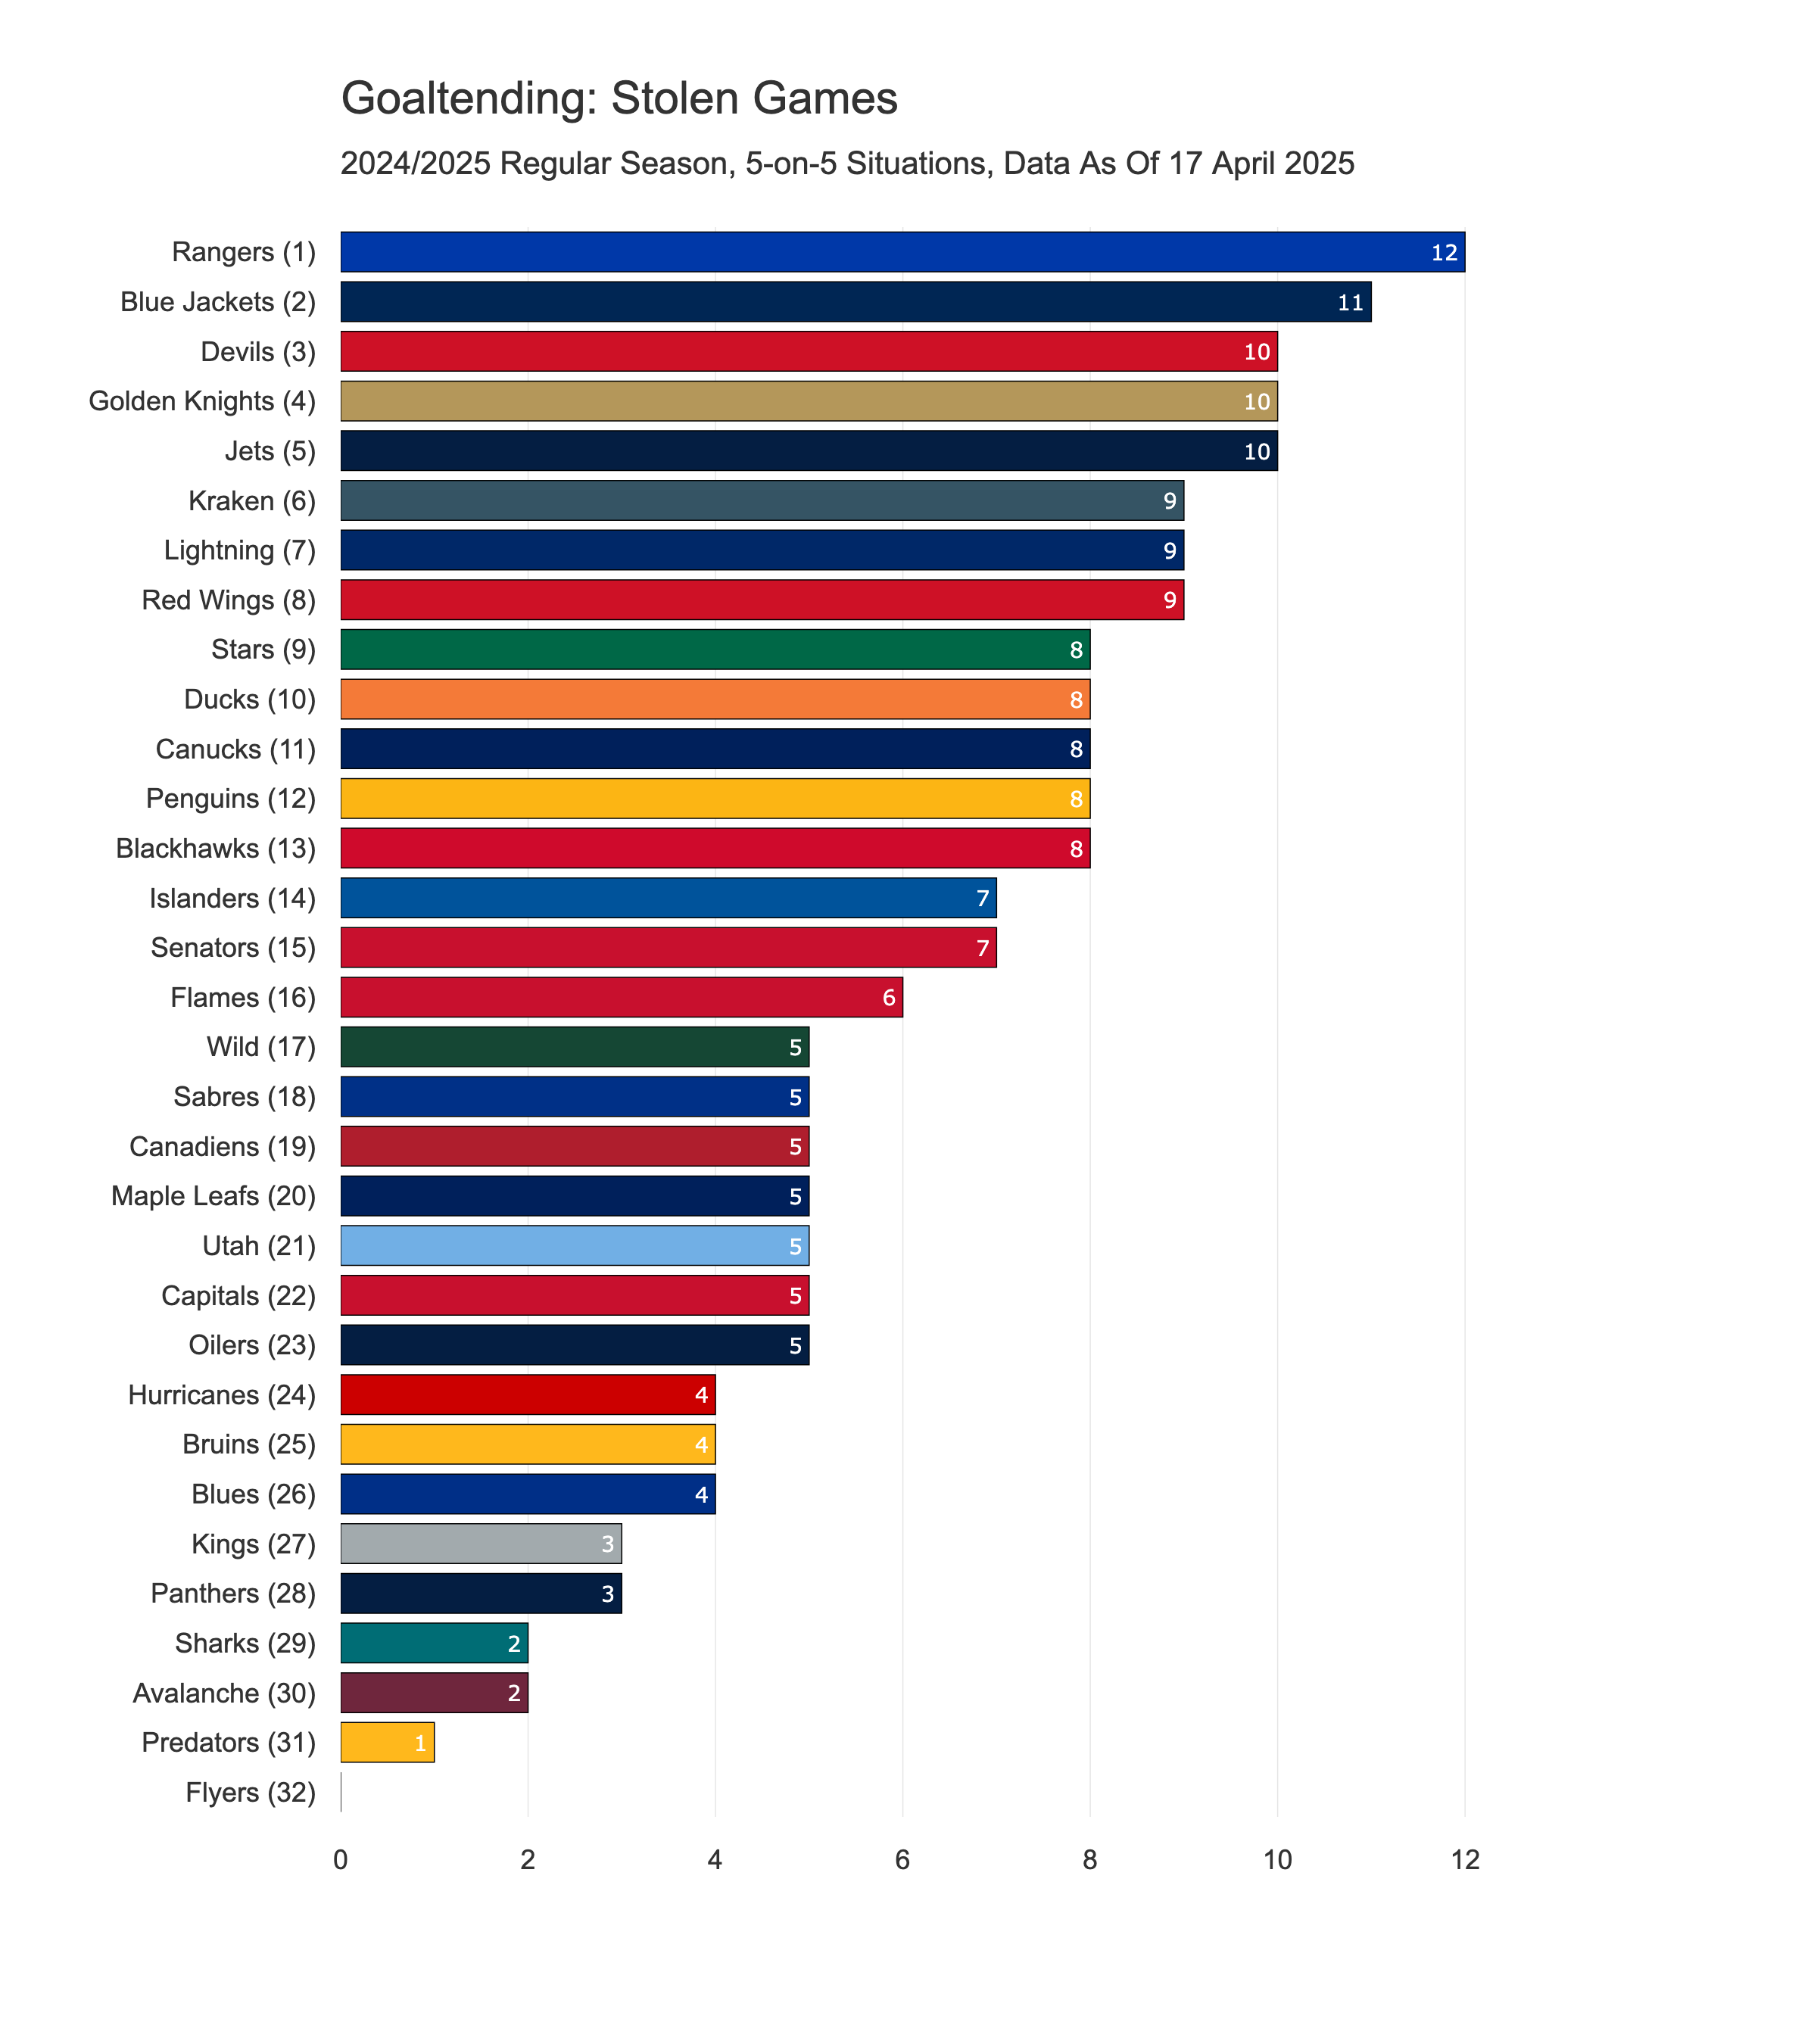 Goaltending: Stolen Games
2024/2025 Regular Season, 5-on-5 Situations, Data As Of 17 April 2025
Rangers (1) 12
Blue Jackets (2) 11
Devils (3) 10
Golden Knights (4) 10
Jets (5) 10
Kraken (6) 9
Lightning (7) 9
Red Wings (8) 9
Stars (9) 8
Ducks (10) 8
Canucks (11) 8
Penguins (12) 8
Blackhawks (13) 8
Islanders (14) 7
Senators (15) 7
Flames (16) 6
Wild (17) 5
Sabres (18) 5
Canadiens (19) 5
Maple Leafs (20) 5
Utah (21) 5
Capitals (22) 5
Oilers (23) 5
Hurricanes (24) 4
Bruins (25) 4
Blues (26) 4
Kings (27) 3
Panthers (28) 3
Sharks (29) 2
Avalanche (30) 2
Predators (31) 1
Flyers (32)
0 2 4 6 8 10 12